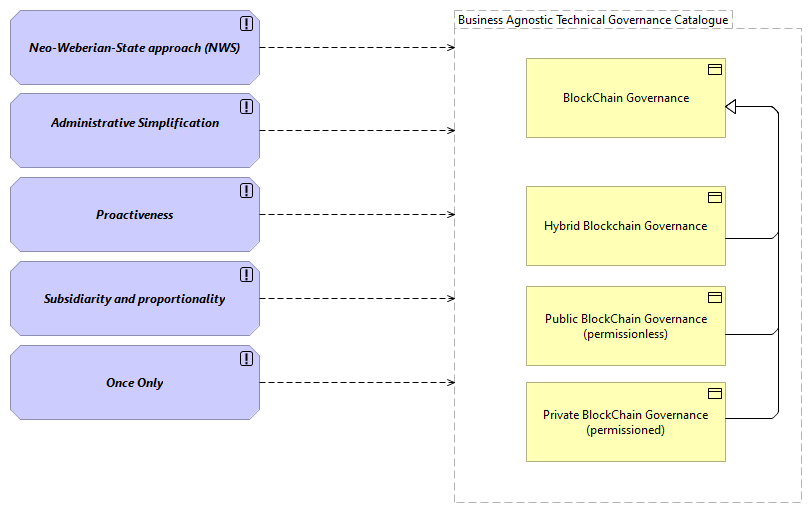 Business Agnostic Technical Governance Catalogue
Neo-Weberian-State approach (NWS)
Administrative Simplification
Proactiveness
Subsidiarity and proportionality
Once Only
BlockChain Governance
Hybrid Blockchain Governance
Public BlockChain Governance
(permissionless)
Private BlockChain Governance
(permissioned)